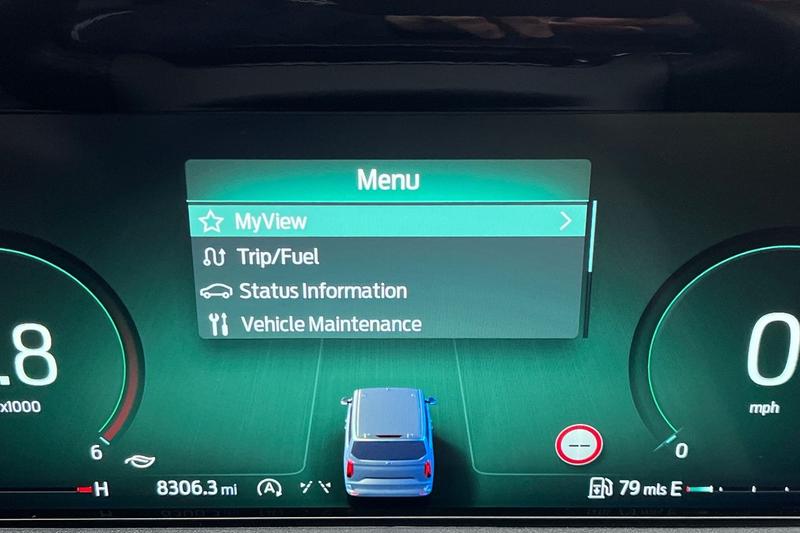 Menu
MyView
Trip/Fuel
Status Information
Vehicle Maintenance
.8
x1000
6
0
mph
0
--
H
8306.3 mi
A
79 mls E